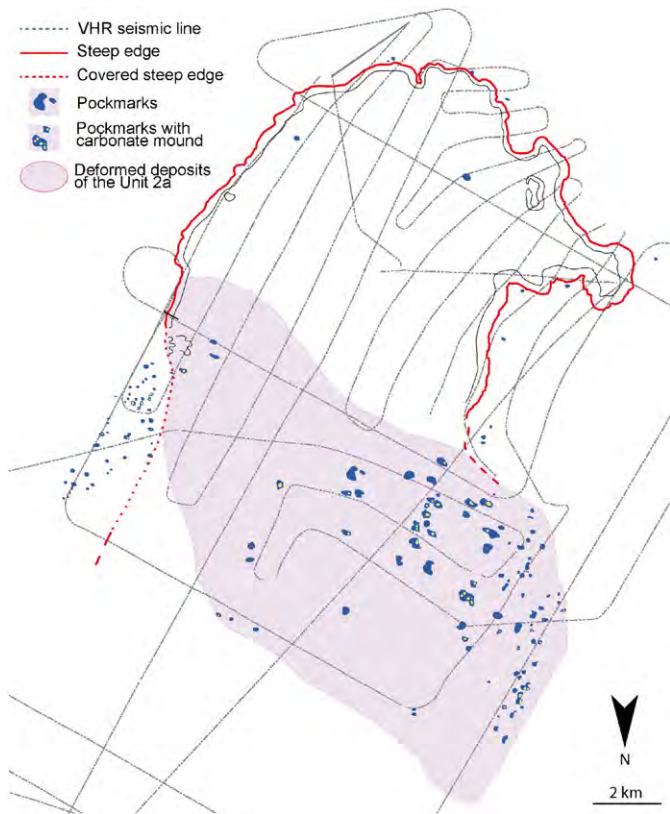 VHR seismic line
Steep edge
Covered steep edge
Pockmarks
Pockmarks with
carbonate mound
Deformed deposits
of the Unit 2a
N
2 km